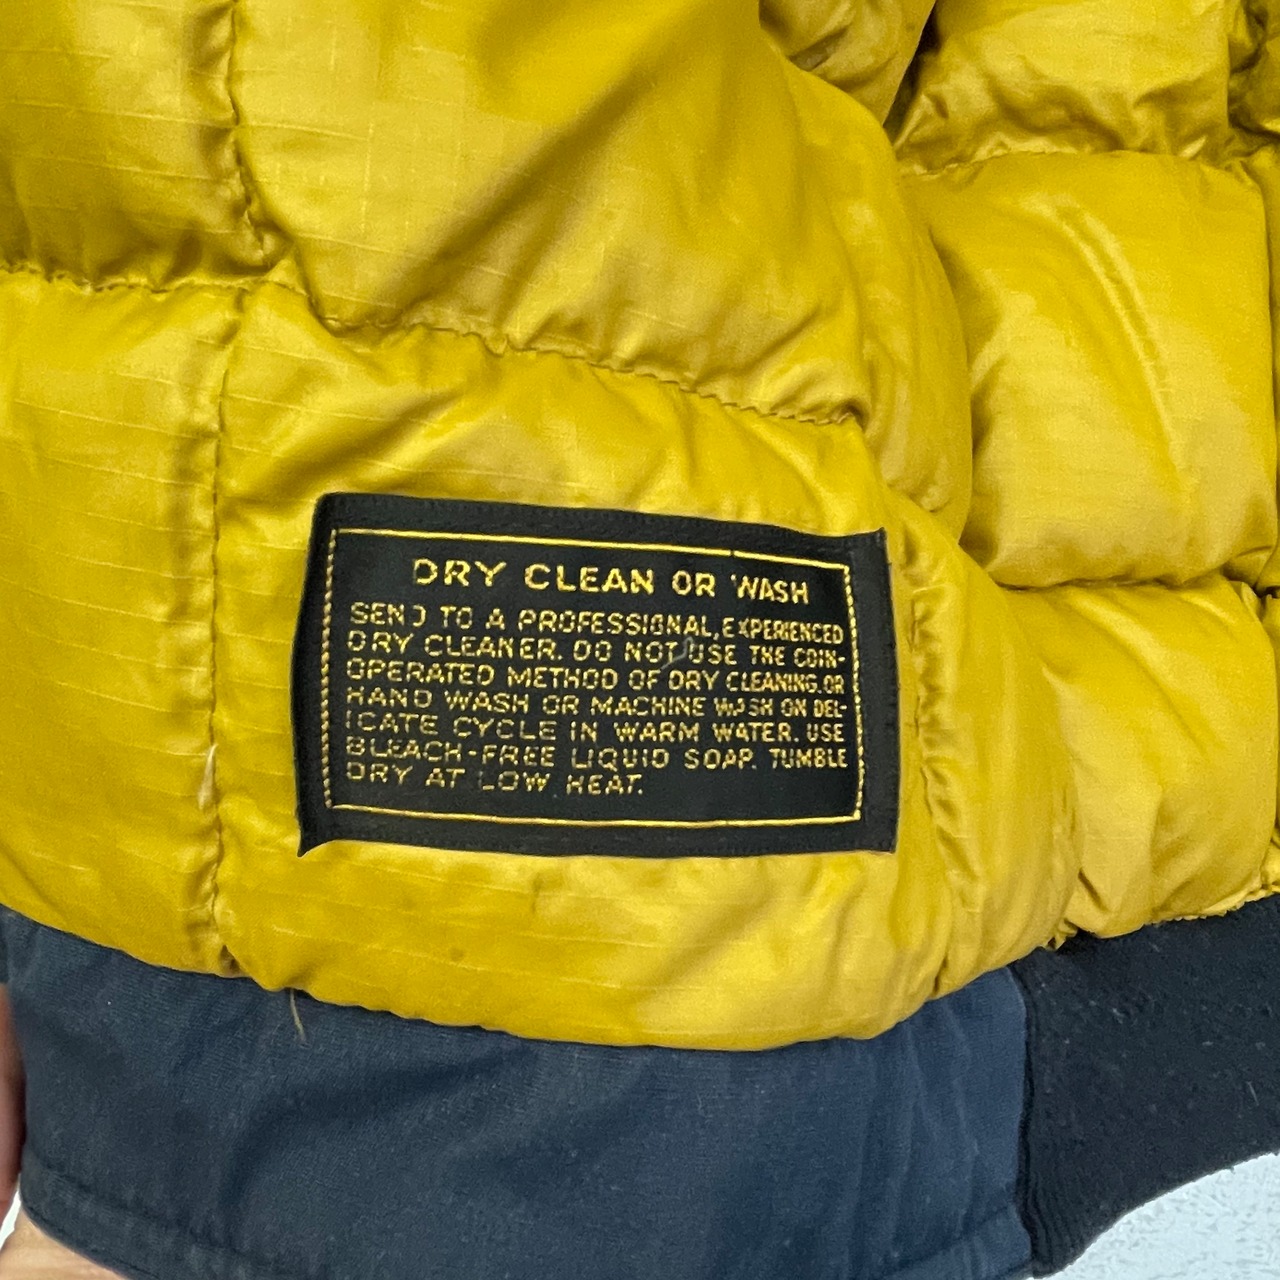 DRY CLEAN OR WASH
SEND TO A PROFESSIONAL, EXPERIENCED
DRY CLEANER. DO NOT USE THE COIN-
OPERATED METHOD OF DRY CLEANING. OR
HAND WASH OR MACHINE WASH ON DEL-
ICATE CYCLE IN WARM WATER. USE
BLEACH-FREE LIQUID SOAP. TUMBLE
DRY AT LOW HEAT.